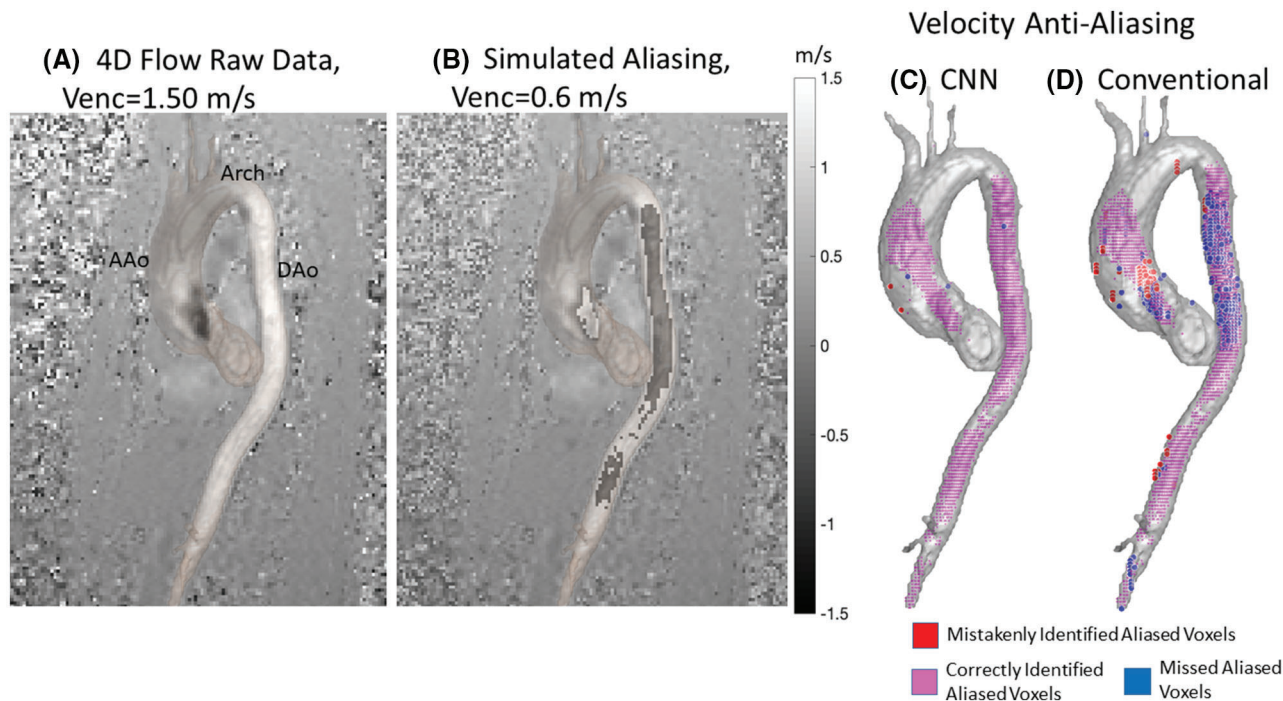 Velocity Anti-Aliasing
(A) 4D Flow Raw Data,
Venc=1.50 m/s
(B) Simulated Aliasing,
Venc=0.6 m/s
m/s
(C) CNN
(D) Conventional
1.5
1
0.5
0
-0.5
-1
-1.5
Arch
AAo
DAo
Mistakenly Identified Aliased Voxels
Correctly Identified
Aliased Voxels
Missed Aliased
Voxels